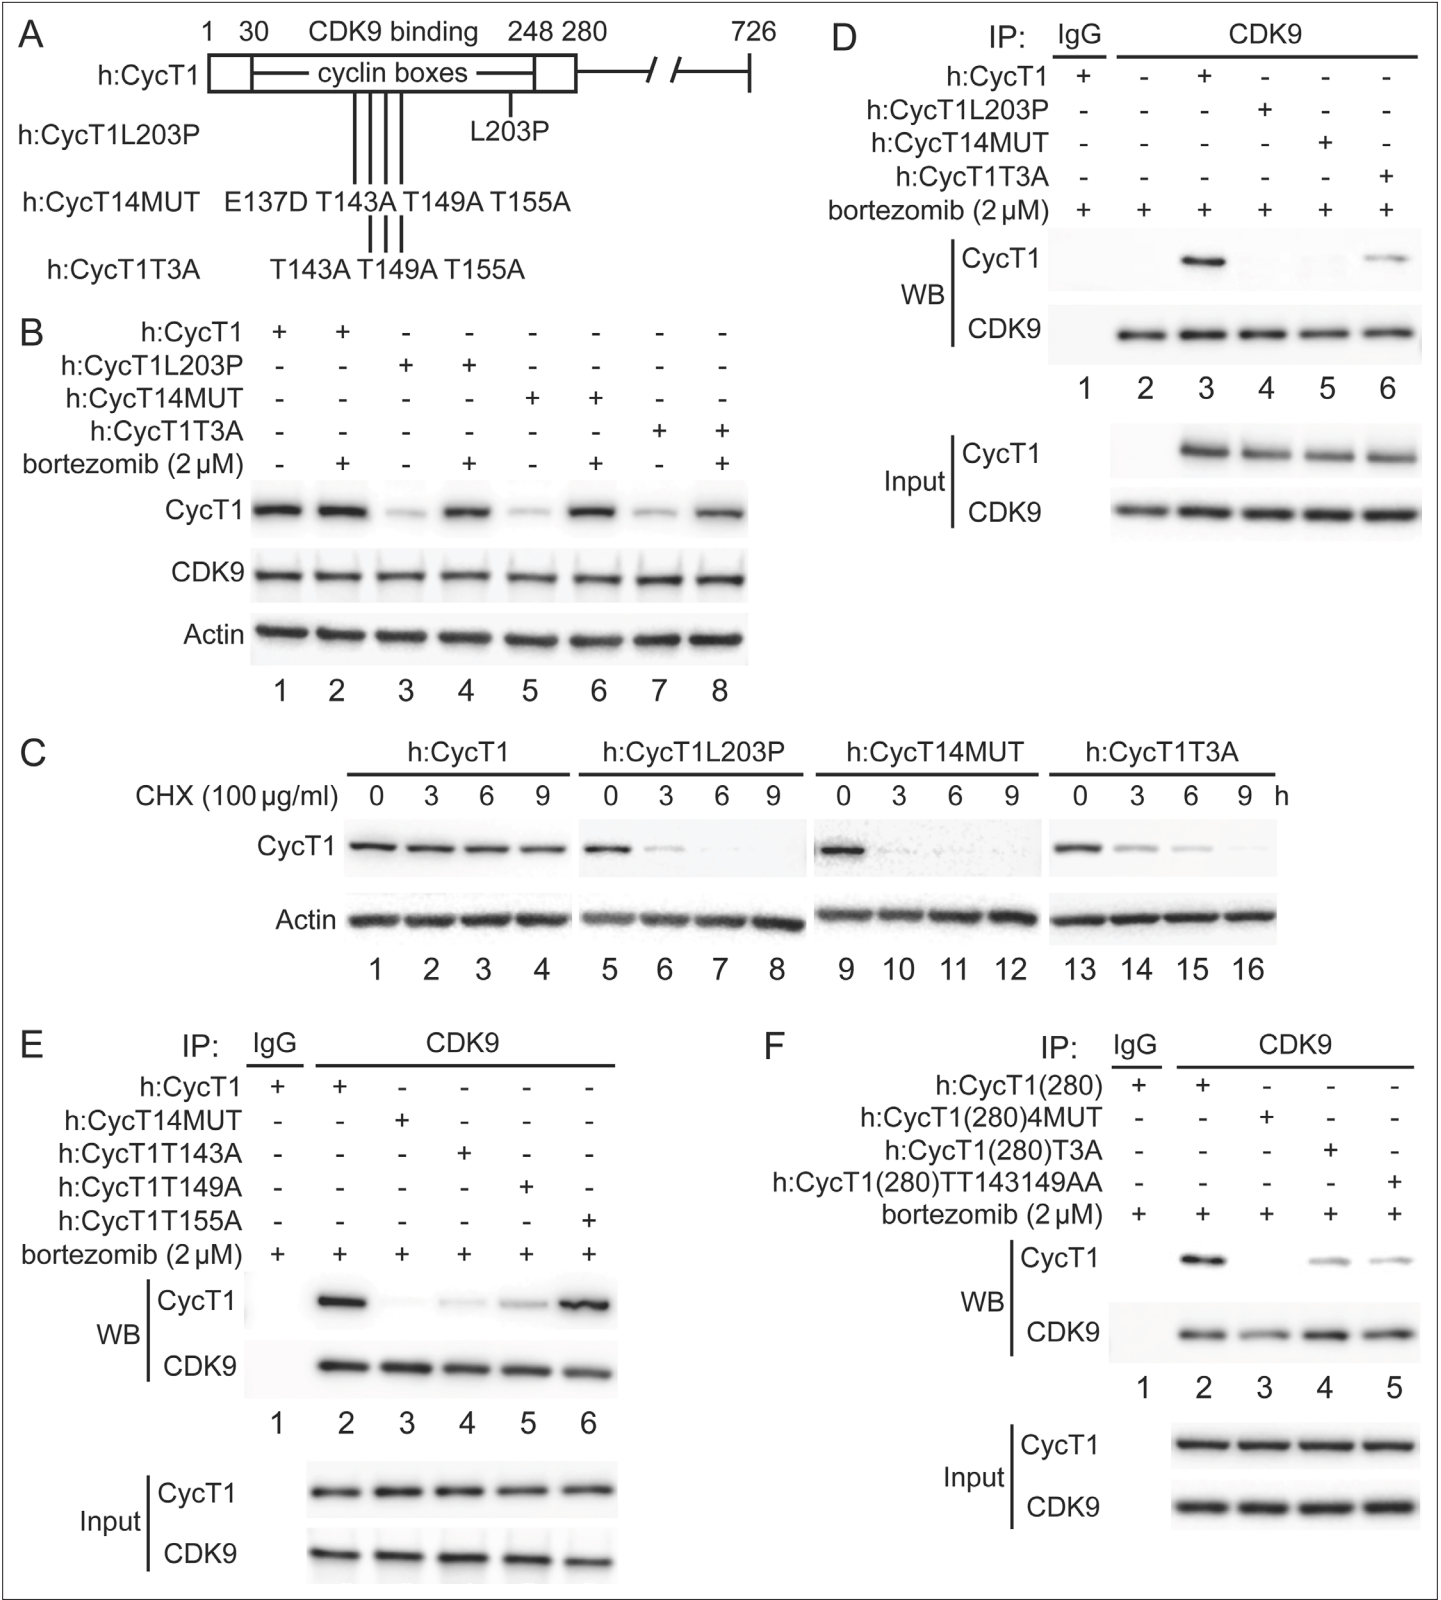 A
1 30 CDK9 binding 248 280 726
h:CycT1 cyclin boxes
h:CycT1L203P L203P
h:CycT14MUT E137D T143A T149A T155A
h:CycT1T3A T143A T149A T155A
B
h:CycT1 + + - - - - - -
h:CycT1L203P - - + + - - - -
h:CycT14MUT - - - - + + - -
h:CycT1T3A - - - - - - + +
bortezomib (2 µM) - + - + - + - +
CycT1
CDK9
Actin
1 2 3 4 5 6 7 8
C
h:CycT1 h:CycT1L203P h:CycT14MUT h:CycT1T3A
CHX (100 µg/ml) 0 3 6 9 0 3 6 9 0 3 6 9 0 3 6 9 h
CycT1
Actin
1 2 3 4 5 6 7 8 9 10 11 12 13 14 15 16
D
IP: IgG CDK9
h:CycT1 + - + - - -
h:CycT1L203P - - - + - -
h:CycT14MUT - - - - + -
h:CycT1T3A - - - - - +
bortezomib (2 µM) + + + + + +
WB
CycT1
CDK9
1 2 3 4 5 6
Input
CycT1
CDK9
E
IP: IgG CDK9
h:CycT1 + + - - - -
h:CycT14MUT - - + - - -
h:CycT1T143A - - - + - -
h:CycT1T149A - - - - + -
h:CycT1T155A - - - - - +
bortezomib (2 µM) + + + + + +
WB
CycT1
CDK9
1 2 3 4 5 6
Input
CycT1
CDK9
F
IP: IgG CDK9
h:CycT1(280) + + - - -
h:CycT1(280)4MUT - - + - -
h:CycT1(280)T3A - - - + -
h:CycT1(280)TT143149AA - - - - +
bortezomib (2 µM) + + + + +
WB
CycT1
CDK9
1 2 3 4 5
Input
CycT1
CDK9